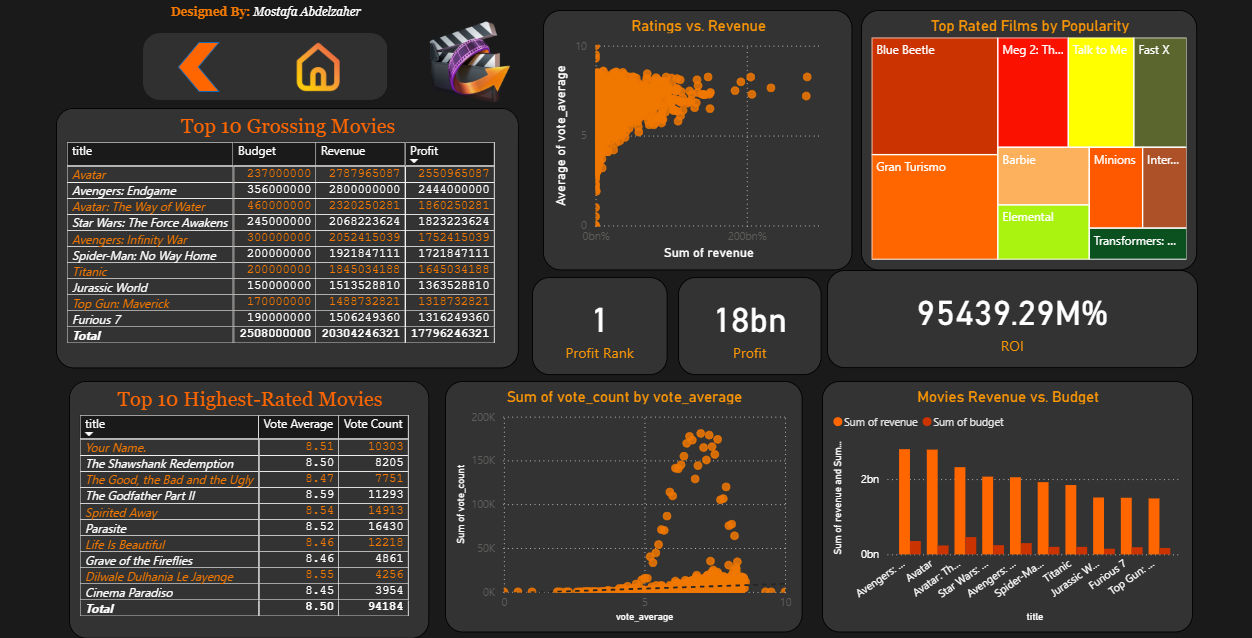 Designed By: Mostafa Abdelzaher
Top 10 Grossing Movies
title Budget Revenue Profit
Avatar 237000000 2787965087 2550965087
Avengers: Endgame 356000000 2800000000 2444000000
Avatar: The Way of Water 460000000 2320250281 1860250281
Star Wars: The Force Awakens 245000000 2068223624 1823223624
Avengers: Infinity War 300000000 2052415039 1752415039
Spider-Man: No Way Home 200000000 1921847111 1721847111
Titanic 200000000 1845034188 1645034188
Jurassic World 150000000 1513528810 1363528810
Top Gun: Maverick 170000000 1488732821 1318732821
Furious 7 190000000 1506249360 1316249360
Total 2508000000 20304246321 17796246321
Ratings vs. Revenue
Average of vote_average
10
5
0
0bn% 200bn%
Sum of revenue
Top Rated Films by Popularity
Blue Beetle
Meg 2: Th...
Talk to Me
Fast X
Gran Turismo
Barbie
Minions
Inter...
Elemental
Transformers: ...
1
Profit Rank
18bn
Profit
95439.29M%
ROI
Top 10 Highest-Rated Movies
title Vote Average Vote Count
Your Name. 8.51 10303
The Shawshank Redemption 8.50 8205
The Good, the Bad and the Ugly 8.47 7751
The Godfather Part II 8.59 11293
Spirited Away 8.54 14913
Parasite 8.52 16430
Life Is Beautiful 8.46 12218
Grave of the Fireflies 8.46 4861
Dilwale Dulhania Le Jayenge 8.55 4256
Cinema Paradiso 8.45 3954
Total 8.50 94184
Sum of vote_count by vote_average
Sum of vote_count
200K
150K
100K
50K
0K
0 5 10
vote_average
Movies Revenue vs. Budget
Sum of revenue Sum of budget
Sum of revenue and Sum...
2bn
0bn
Avengers: ...
Avatar
Avatar: Th...
Star Wars: ...
Avengers: ...
Spider-Ma...
Titanic
Jurassic W...
Furious 7
Top Gun: ...
title